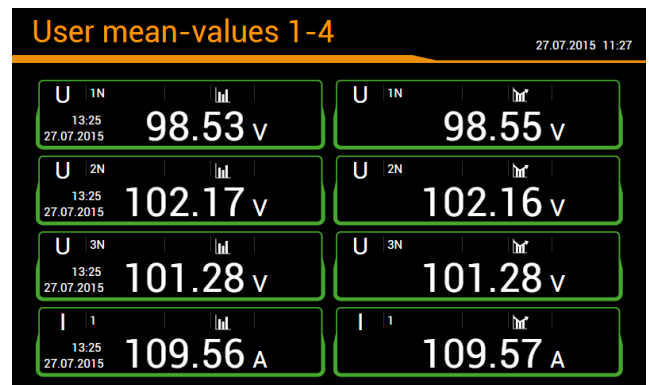 User mean-values 1-4
27.07.2015 11:27
U 1N
13:25
27.07.2015
98.53 V
U 1N
98.55 V
U 2N
13:25
27.07.2015
102.17 V
U 2N
102.16 V
U 3N
13:25
27.07.2015
101.28 V
U 3N
101.28 V
I 1
13:25
27.07.2015
109.56 A
I 1
109.57 A